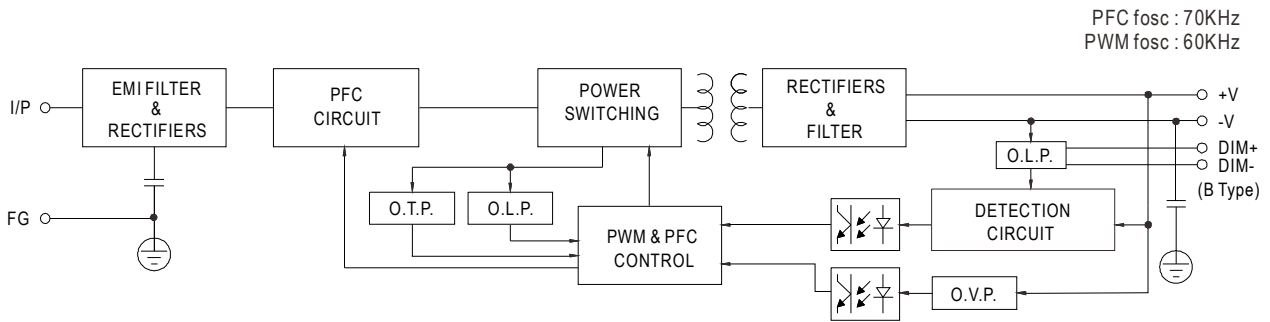 PFC fosc : 70KHz
PWM fosc : 60KHz
I/P
EMI FILTER
&
RECTIFIERS
PFC
CIRCUIT
POWER
SWITCHING
RECTIFIERS
&
FILTER
+V
-V
DIM+
DIM-
(B Type)
O.L.P.
FG
O.T.P.
O.L.P.
PWM & PFC
CONTROL
DETECTION
CIRCUIT
O.V.P.